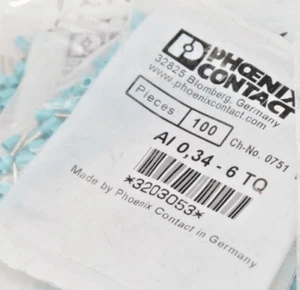 PHOENIX
CONTACT
32825 Blomberg, Germany
www.phoenixcontact.com
Pieces 100 Ch-No. 0751
AI 0,34 - 6 TQ
*3203053*
Made by Phoenix Contact in Germany